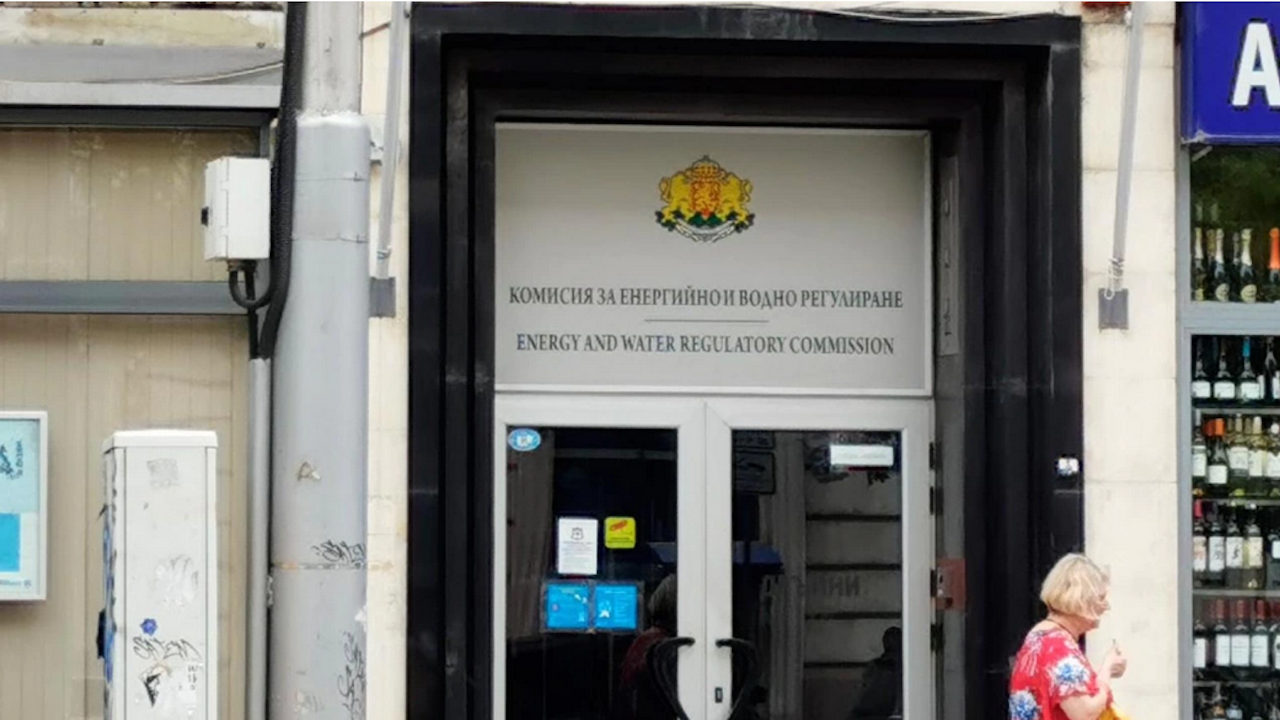 КОМИСИЯ ЗА ЕНЕРГИЙНО И ВОДНО РЕГУЛИРАНЕ
ENERGY AND WATER REGULATORY COMMISSION
A